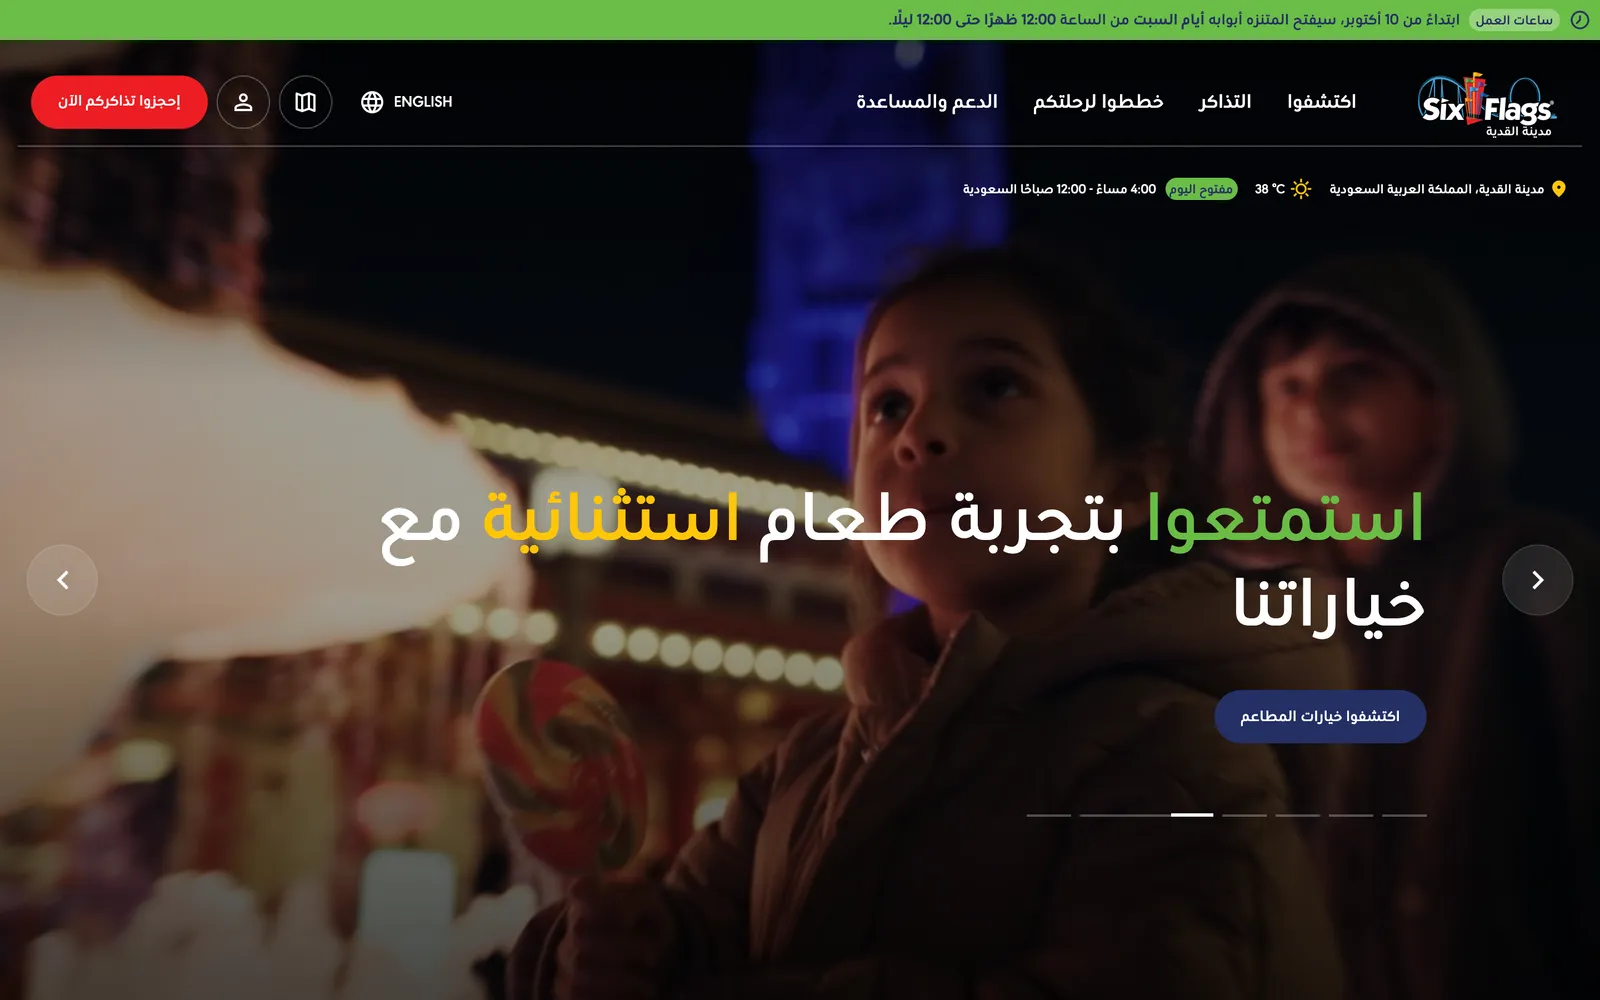 ساعات العمل ابتداءً من 10 أكتوبر، سيفتح المتنزه أبوابه أيام السبت من الساعة 12:00 ظهرًا حتى 12:00 ليلًا.
Six Flags
مدينة القدية
اكتشفوا
التذاكر
خططوا لرحلتكم
الدعم والمساعدة
ENGLISH
إحجزوا تذاكركم الآن
مدينة القدية، المملكة العربية السعودية 38 °C مفتوح اليوم 4:00 مساءً - 12:00 صباحًا السعودية
استمتعوا بتجربة طعام استثنائية مع
خياراتنا
اكتشفوا خيارات المطاعم